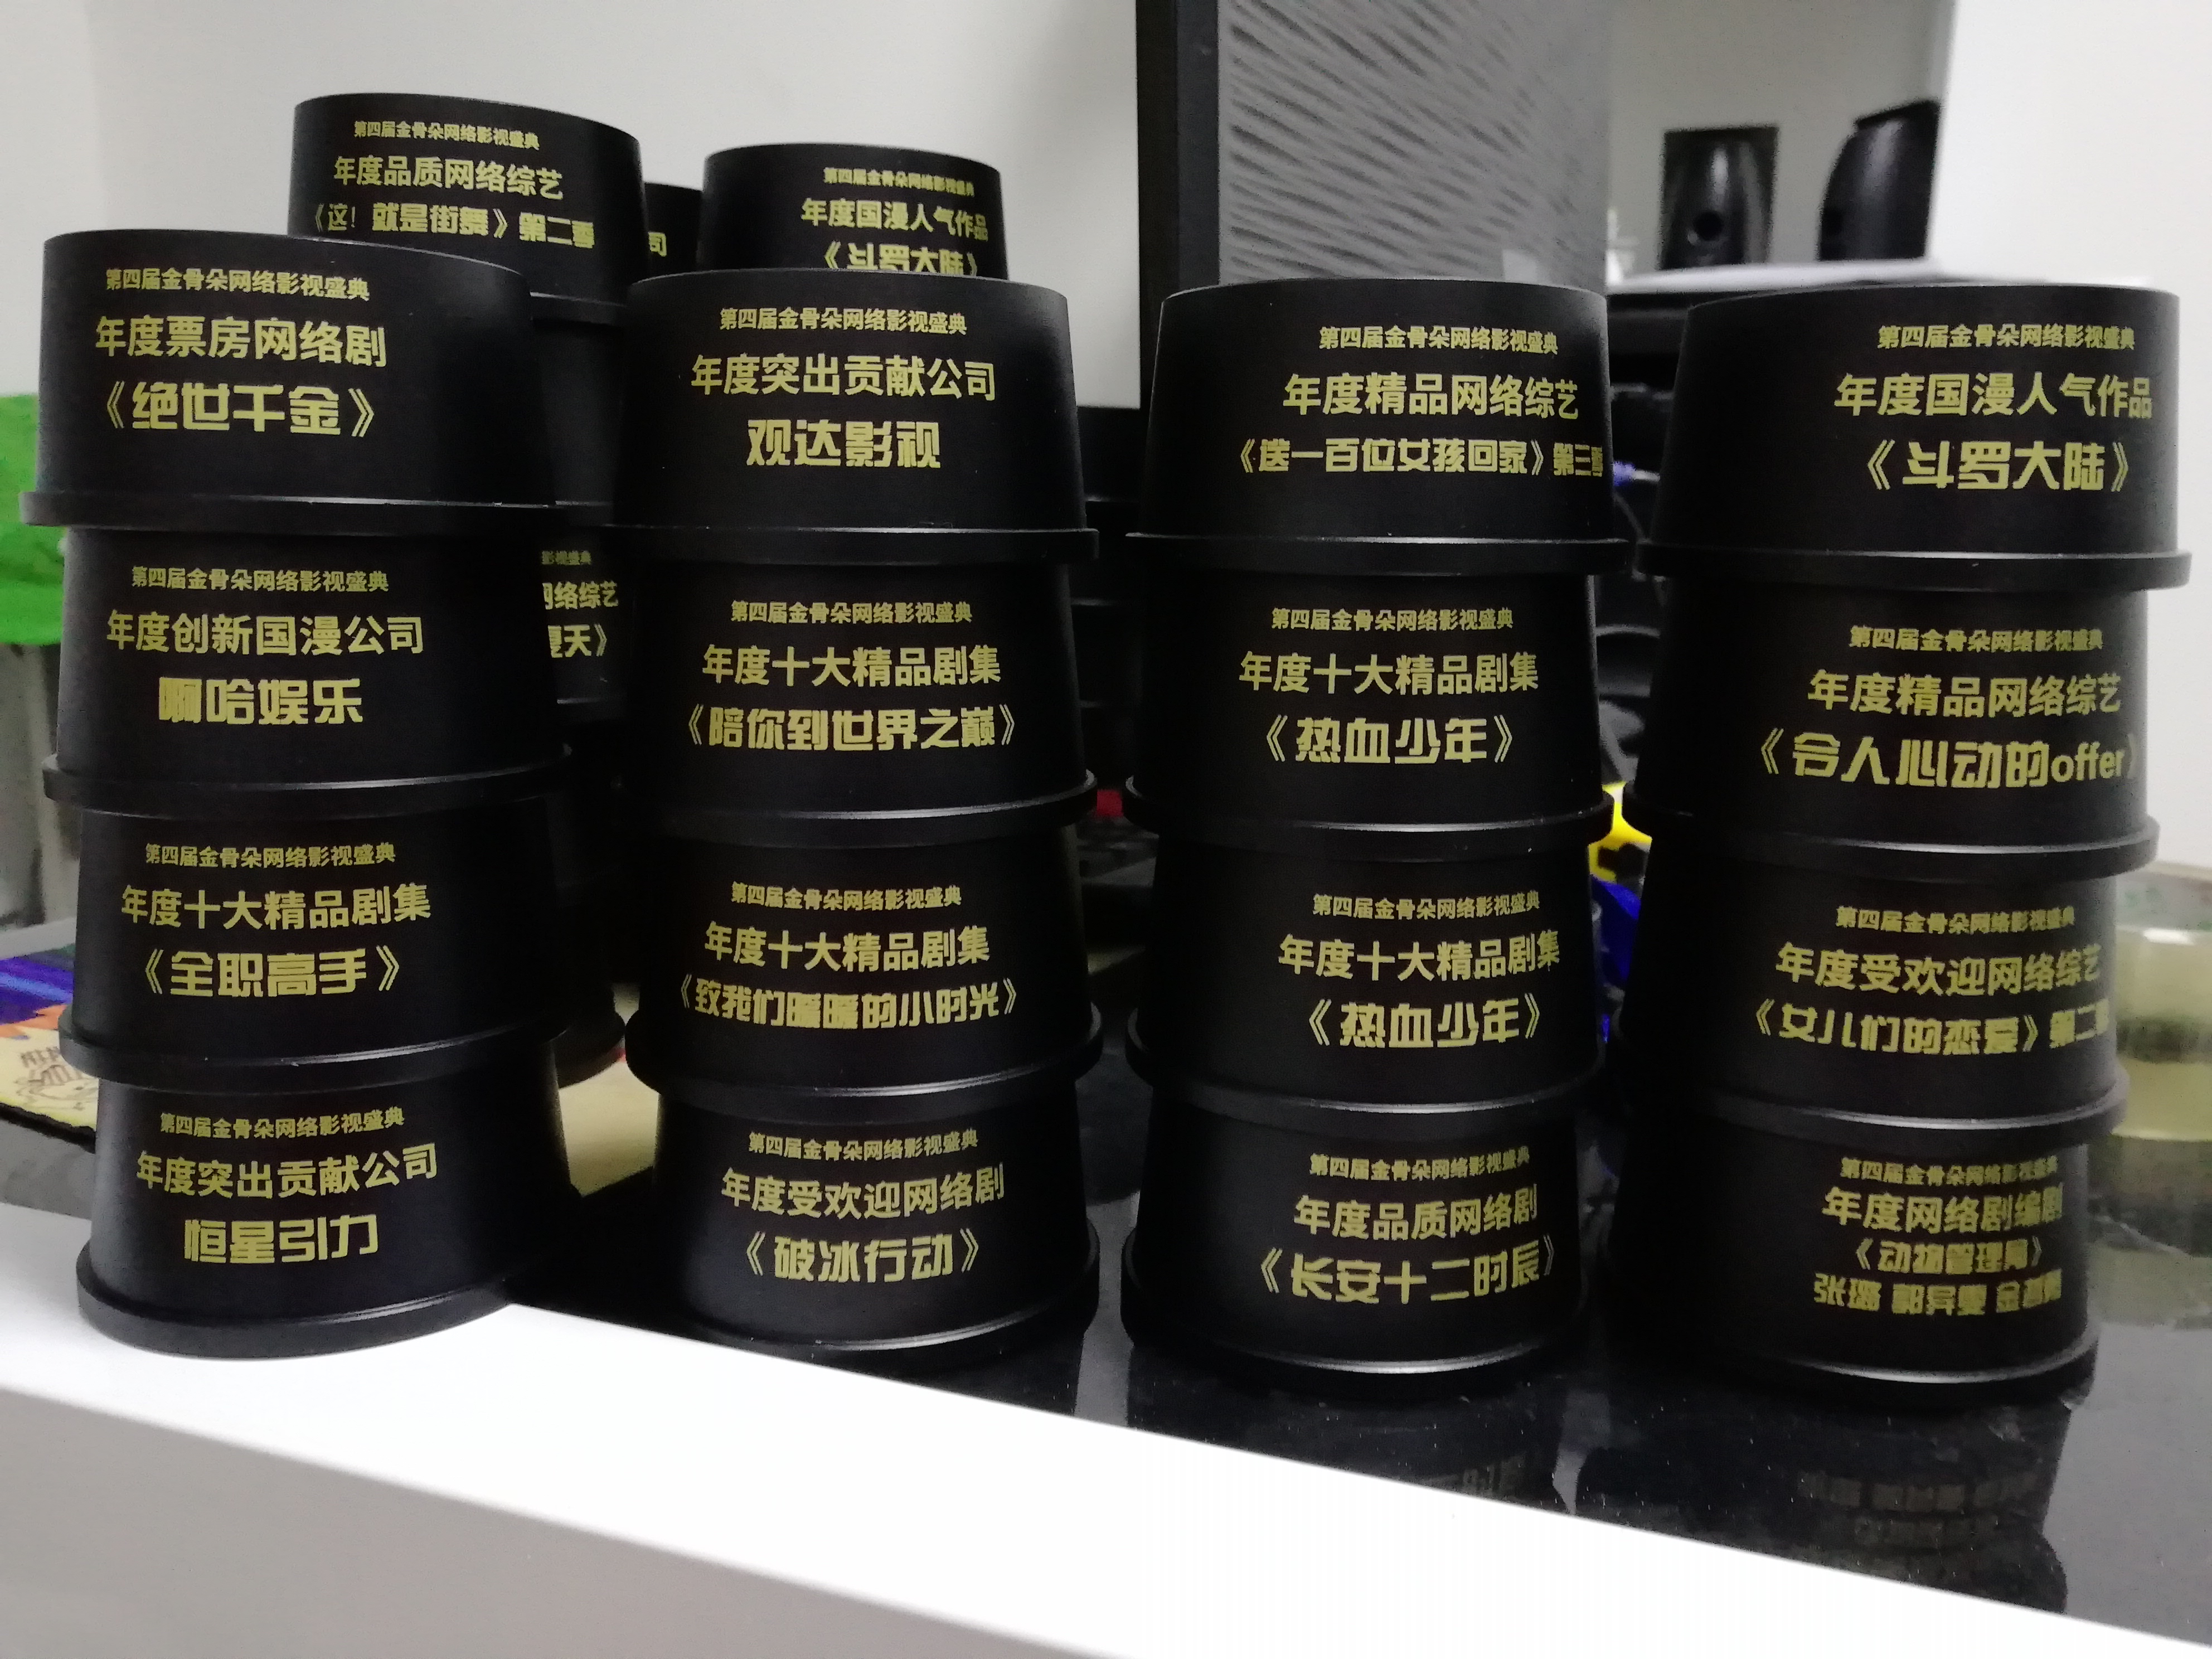 第四届金骨朵网络影视盛典
年度品质网络综艺
《这！就是街舞》第二季
司
第四届金骨朵网络影视盛典
年度国漫人气作品
《斗罗大陆》
影视盛典
网络综艺
夏天》
第四届金骨朵网络影视盛典
年度票房网络剧
《绝世千金》
第四届金骨朵网络影视盛典
年度创新国漫公司
啊哈娱乐
第四届金骨朵网络影视盛典
年度十大精品剧集
《全职高手》
第四届金骨朵网络影视盛典
年度突出贡献公司
恒星引力
第四届金骨朵网络影视盛典
年度突出贡献公司
观达影视
第四届金骨朵网络影视盛典
年度十大精品剧集
《陪你到世界之巅》
第四届金骨朵网络影视盛典
年度十大精品剧集
《致我们暖暖的小时光》
第四届金骨朵网络影视盛典
年度受欢迎网络剧
《破冰行动》
第四届金骨朵网络影视盛典
年度精品网络综艺
《送一百位女孩回家》第三季
第四届金骨朵网络影视盛典
年度十大精品剧集
《热血少年》
第四届金骨朵网络影视盛典
年度十大精品剧集
《热血少年》
第四届金骨朵网络影视盛典
年度品质网络剧
《长安十二时辰》
第四届金骨朵网络影视盛典
年度国漫人气作品
《斗罗大陆》
第四届金骨朵网络影视盛典
年度精品网络综艺
《令人心动的offer》
第四届金骨朵网络影视盛典
年度受欢迎网络综艺
《女儿们的恋爱》第二季
第四届金骨朵网络影视盛典
年度网络剧编剧
《动物管理局》
张璐